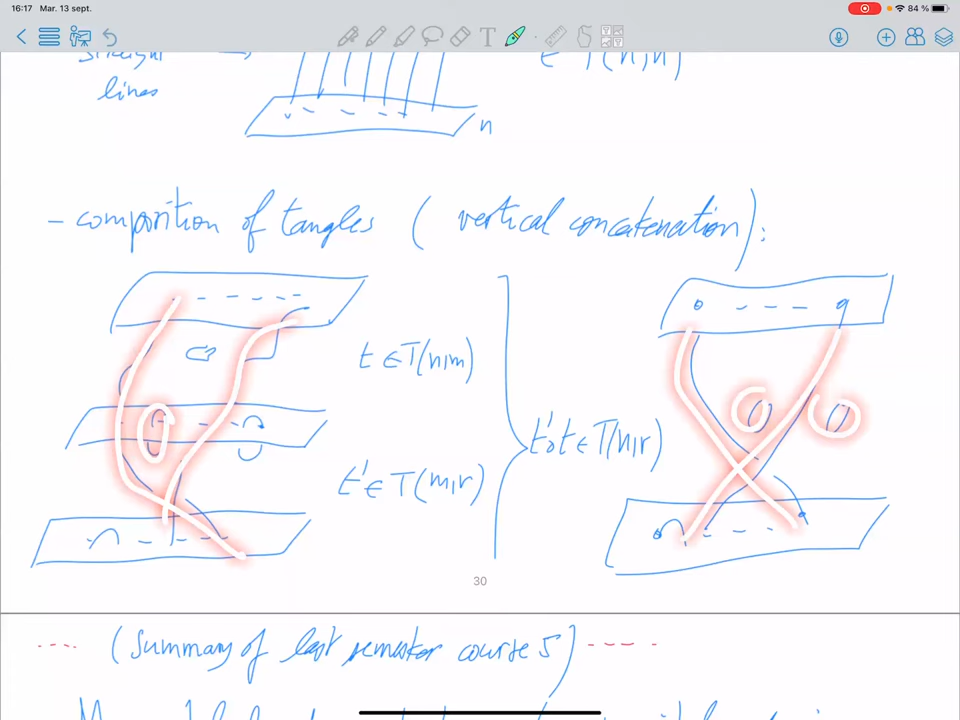 16:17 Mar. 13 sept. 84 %
straight
lines
∈ T(n,n)
n
- composition of tangles ( vertical concatenation ):
t ∈ T(n,m)
t' ∈ T(m,r)
t'∘t ∈ T(n,r)
30
(Summary of last semester course 5)